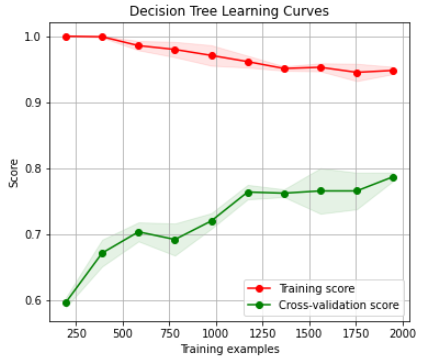 Decision Tree Learning Curves
1.0
0.9
0.8
0.7
0.6
Score
Training score
Cross-validation score
250 500 750 1000 1250 1500 1750 2000
Training examples